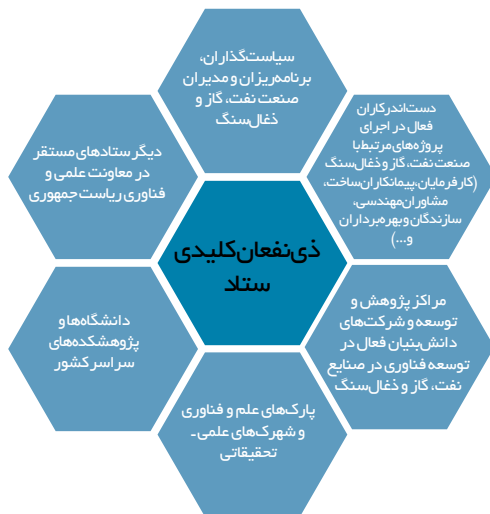 سیاست‌گذاران،
برنامه‌ریزان و مدیران
صنعت نفت، گاز و
ذغال‌سنگ
دست‌اندرکاران
فعال در اجرای
پروژه‌های مرتبط با
صنعت نفت، گاز و ذغال‌سنگ
(کارفرمایان، پیمانکاران ساخت،
مشاوران مهندسی،
سازندگان و بهره‌برداران
و...)
دیگر ستادهای مستقر
در معاونت علمی و
فناوری ریاست جمهوری
ذی‌نفعان کلیدی
ستاد
مراکز پژوهش و
توسعه و شرکت‌های
دانش‌بنیان فعال در
توسعه فناوری در صنایع
نفت، گاز و ذغال‌سنگ
دانشگاه‌ها و
پژوهشکده‌های
سراسر کشور
پارک‌های علم و فناوری
و شهرک‌های علمی ـ
تحقیقاتی